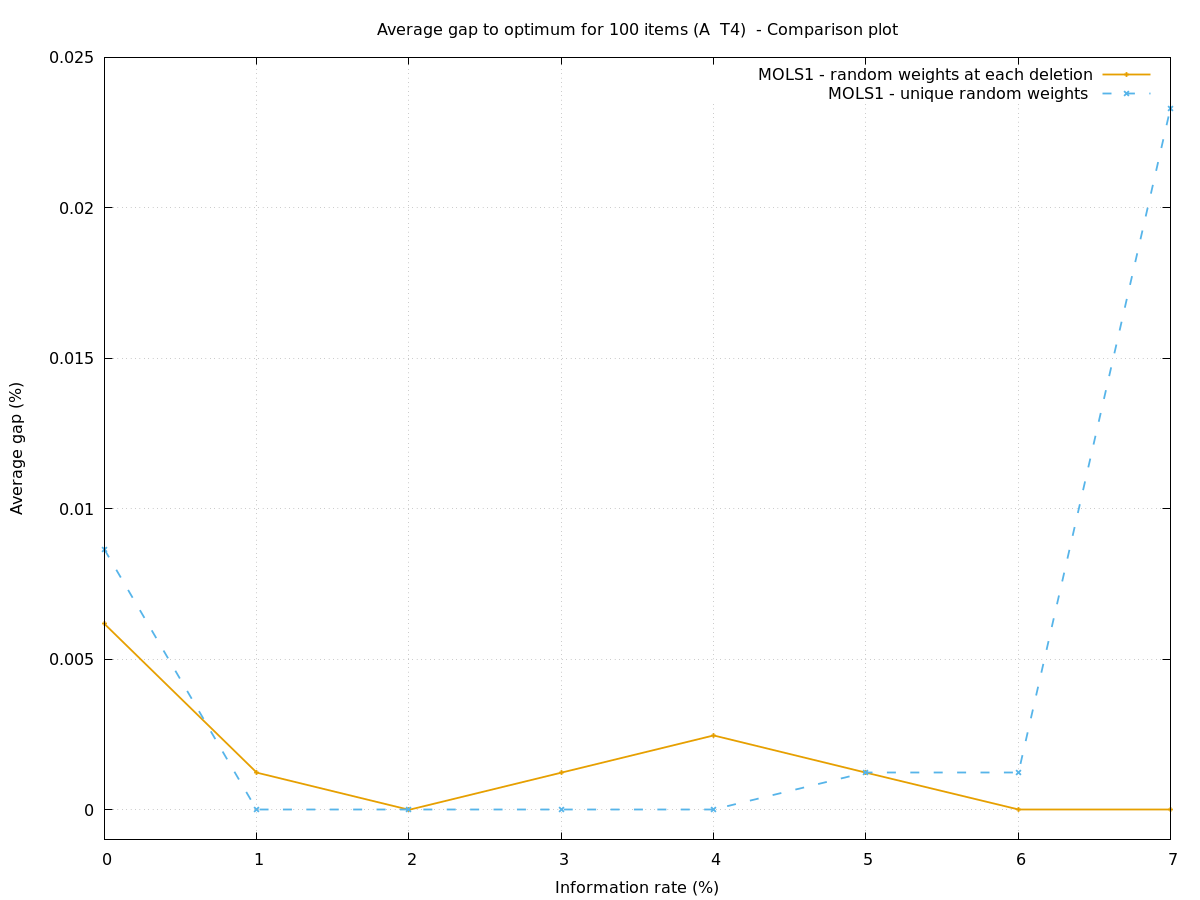 Average gap to optimum for 100 items (A  T4)  - Comparison plot
MOLS1 - random weights at each deletion
MOLS1 - unique random weights
0.025
0.02
0.015
0.01
0.005
0
Average gap (%)
0 1 2 3 4 5 6 7
Information rate (%)